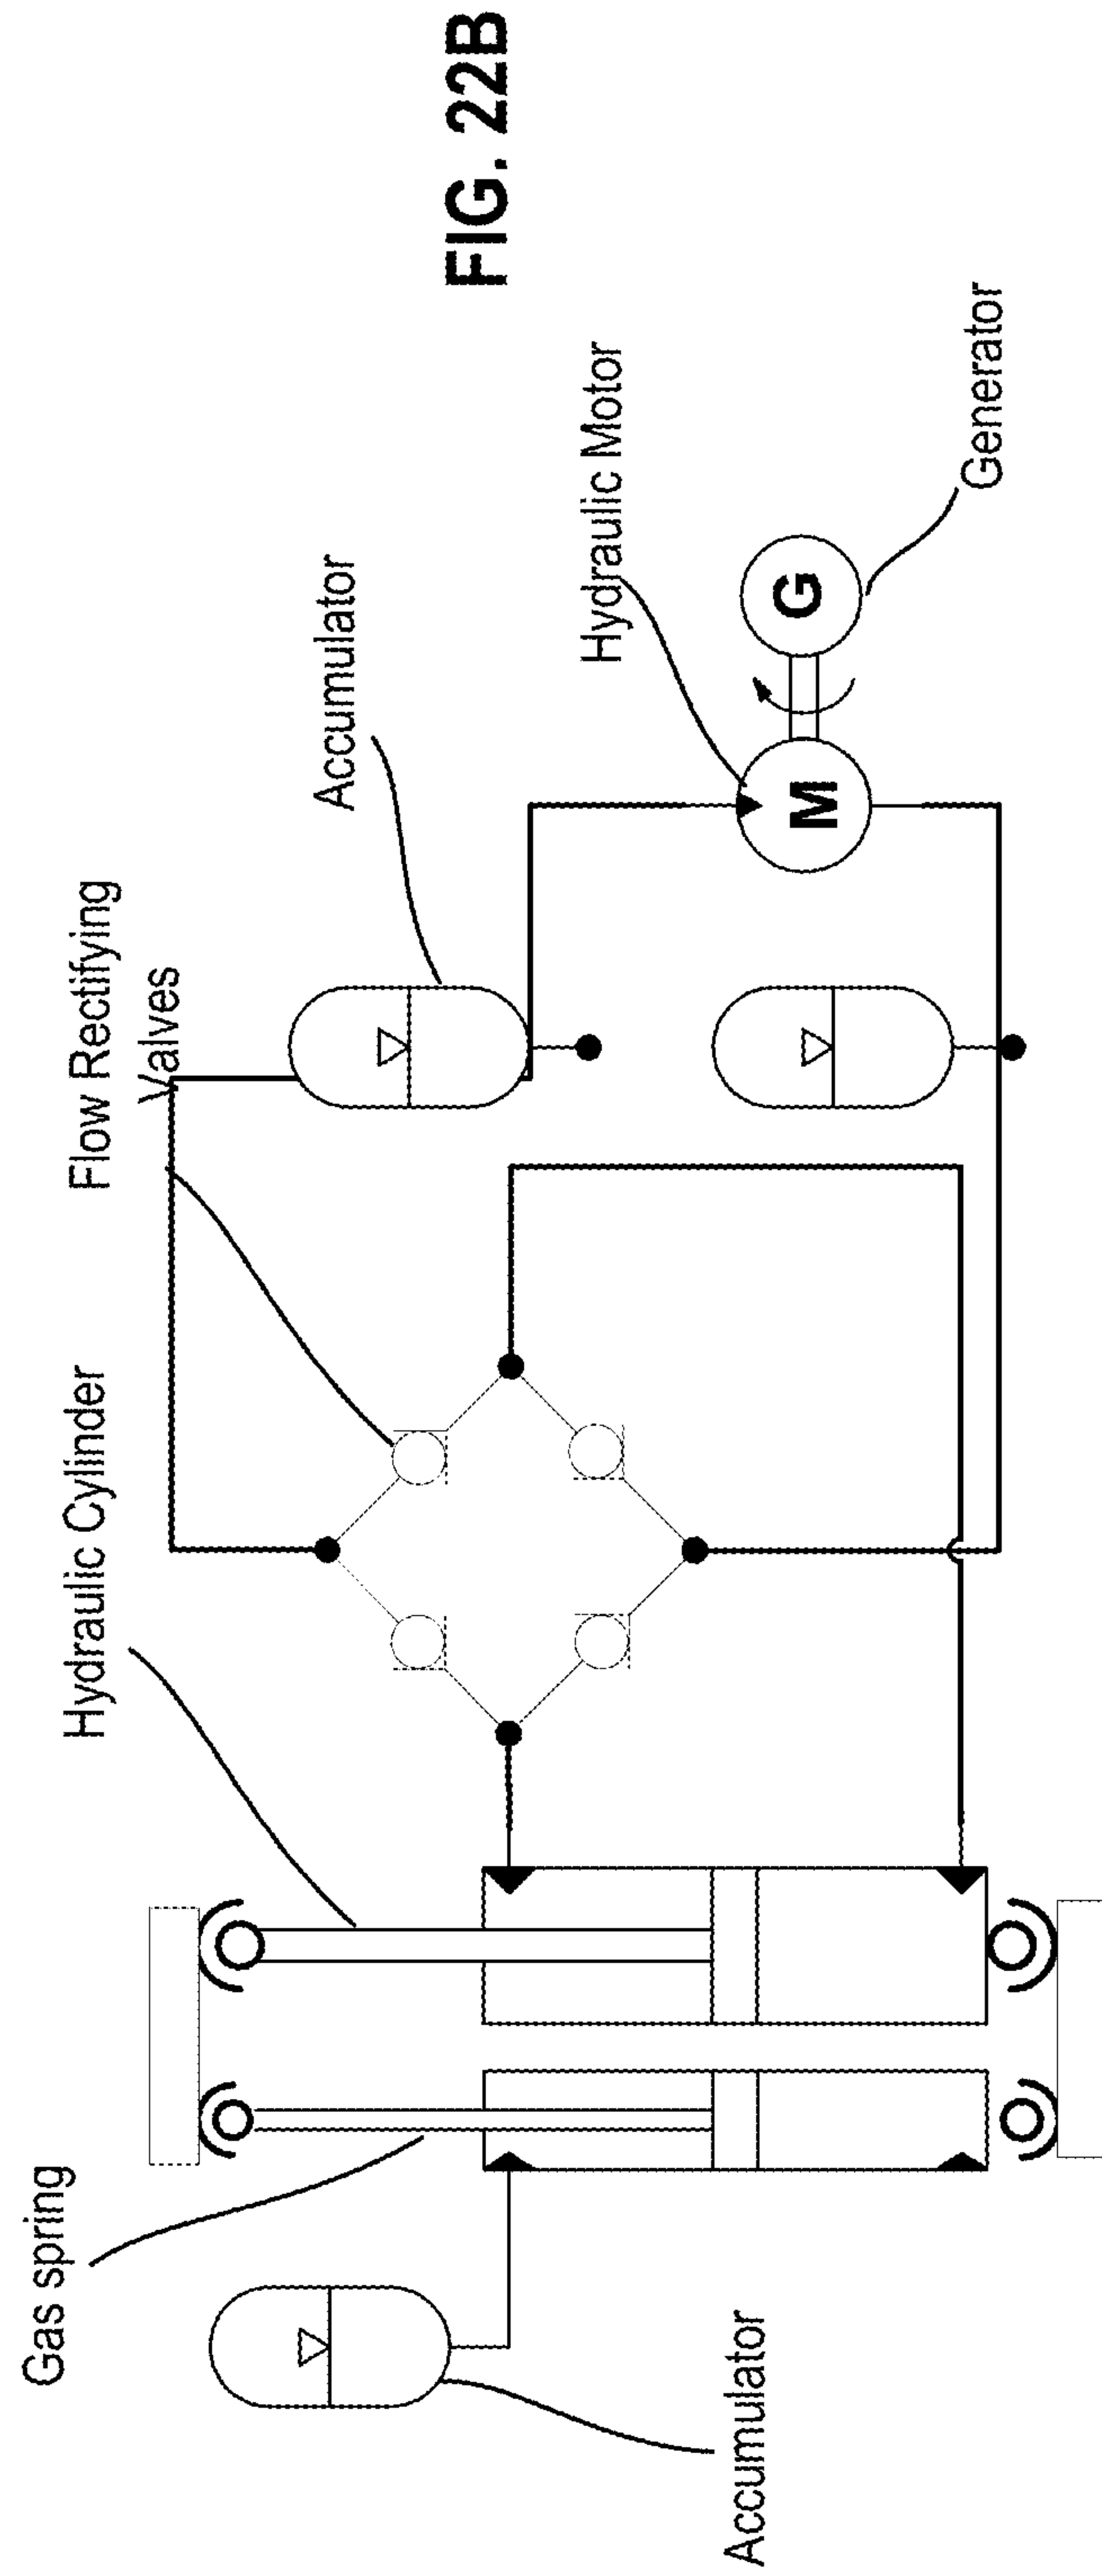 Gas spring
Accumulator
Hydraulic Cylinder
Flow Rectifying
Valves
Accumulator
Hydraulic Motor
M
G
Generator
FIG. 22B